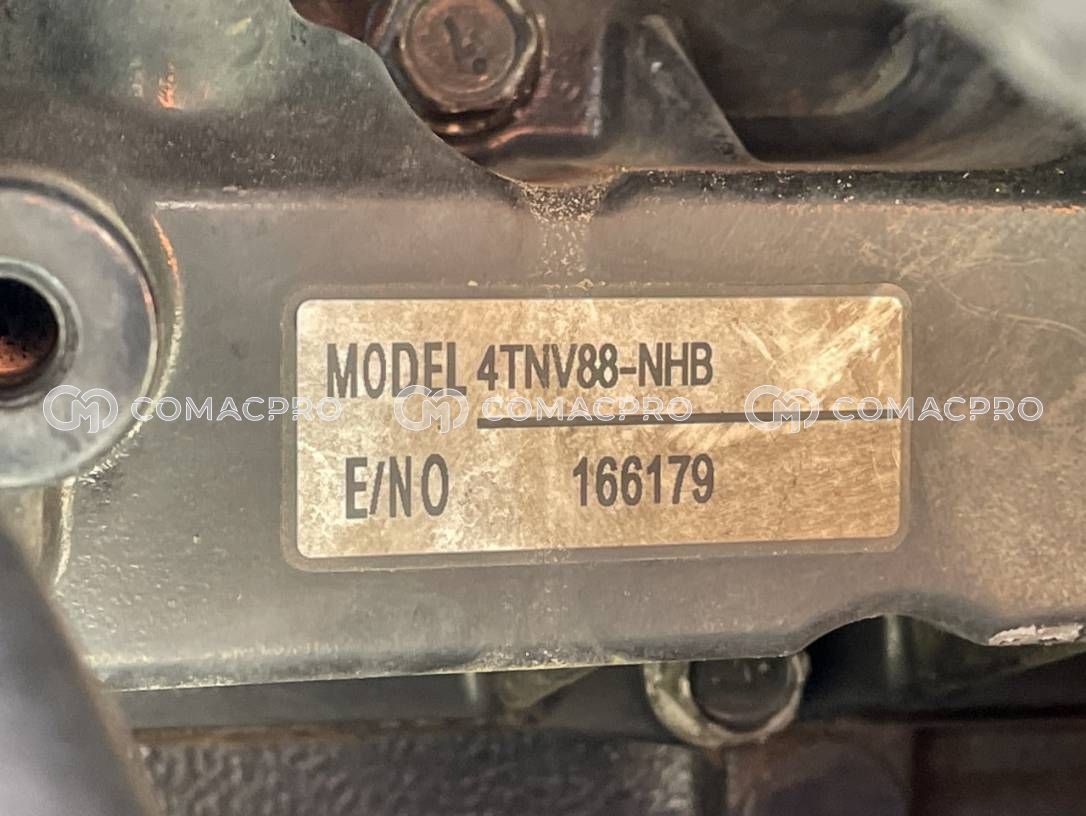 MODEL 4TNV88-NHB
COMACPRO COMACPRO COMACPRO
E/NO 166179